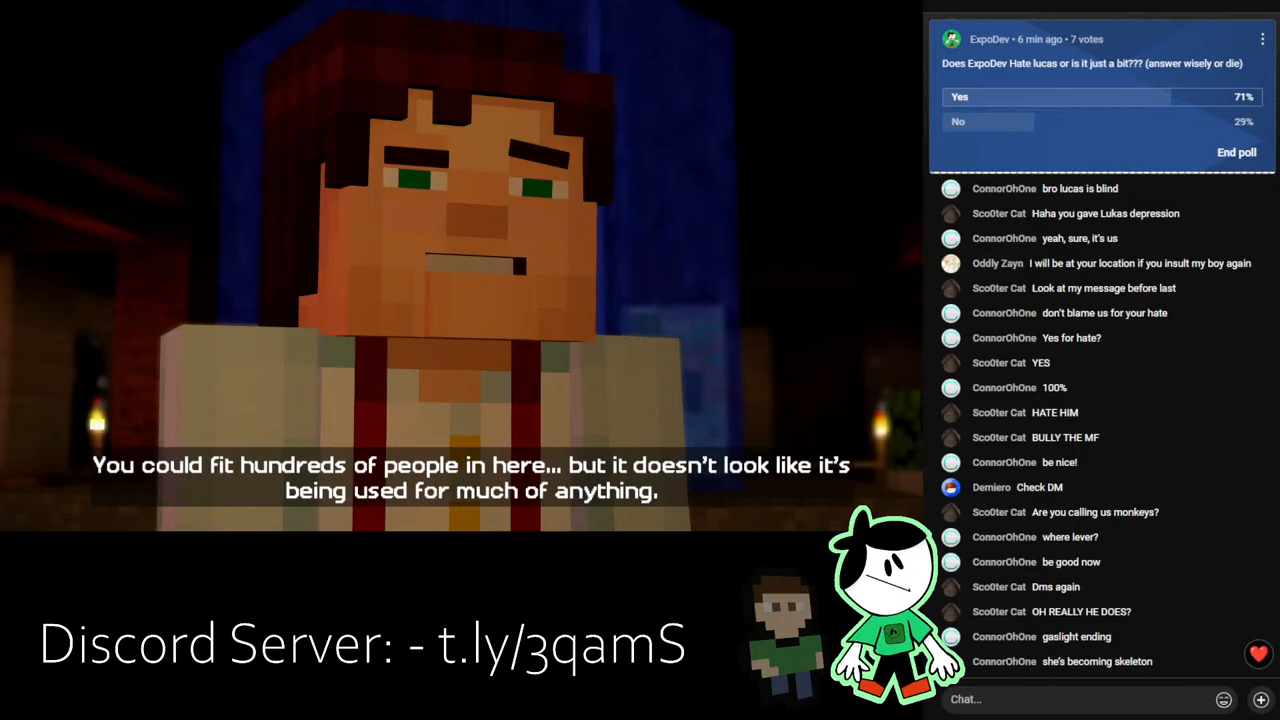 ExpoDev • 6 min ago • 7 votes
Does ExpoDev Hate lucas or is it just a bit??? (answer wisely or die)
Yes 71%
No 29%
End poll
ConnorOhOne bro lucas is blind
Sco0ter Cat Haha you gave Lukas depression
ConnorOhOne yeah, sure, it's us
Oddly Zayn I will be at your location if you insult my boy again
Sco0ter Cat Look at my message before last
ConnorOhOne don't blame us for your hate
ConnorOhOne Yes for hate?
Sco0ter Cat YES
ConnorOhOne 100%
Sco0ter Cat HATE HIM
Sco0ter Cat BULLY THE MF
ConnorOhOne be nice!
Demiero Check DM
Sco0ter Cat Are you calling us monkeys?
ConnorOhOne where lever?
ConnorOhOne be good now
Sco0ter Cat Dms again
Sco0ter Cat OH REALLY HE DOES?
ConnorOhOne gaslight ending
ConnorOhOne she's becoming skeleton
Chat...
You could fit hundreds of people in here... but it doesn't look like it's
being used for much of anything.
Discord Server: - t.ly/3qamS